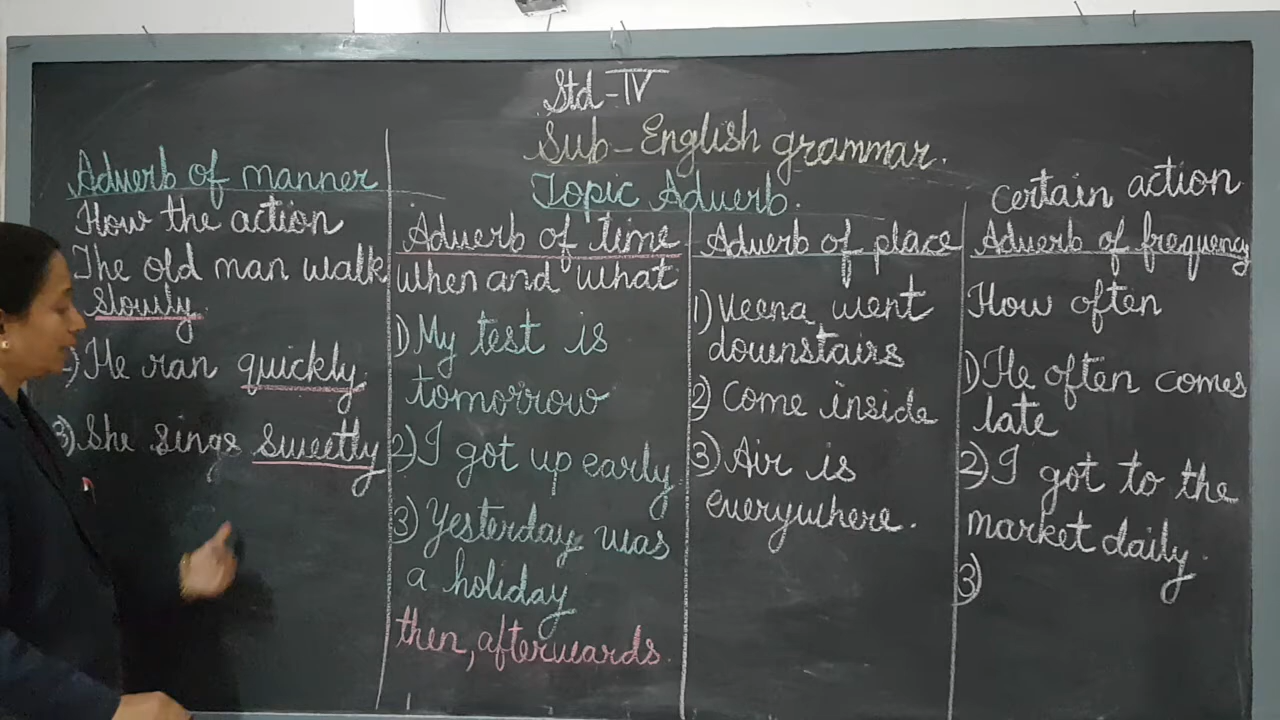 Std-IV
Sub-English grammar.
Topic Adverb.
Adverb of manner
How the action
The old man walk
slowly.
2) He ran quickly.
3) She sings sweetly
Adverb of time
when and what
1) My test is
tomorrow
2) I got up early
3) Yesterday was
a holiday
then, afterwards.
Adverb of place
1) Veena went
downstairs
2) Come inside
3) Air is
everywhere.
certain action
Adverb of frequency
How often
1) He often comes
late
2) I got to the
market daily.
3)